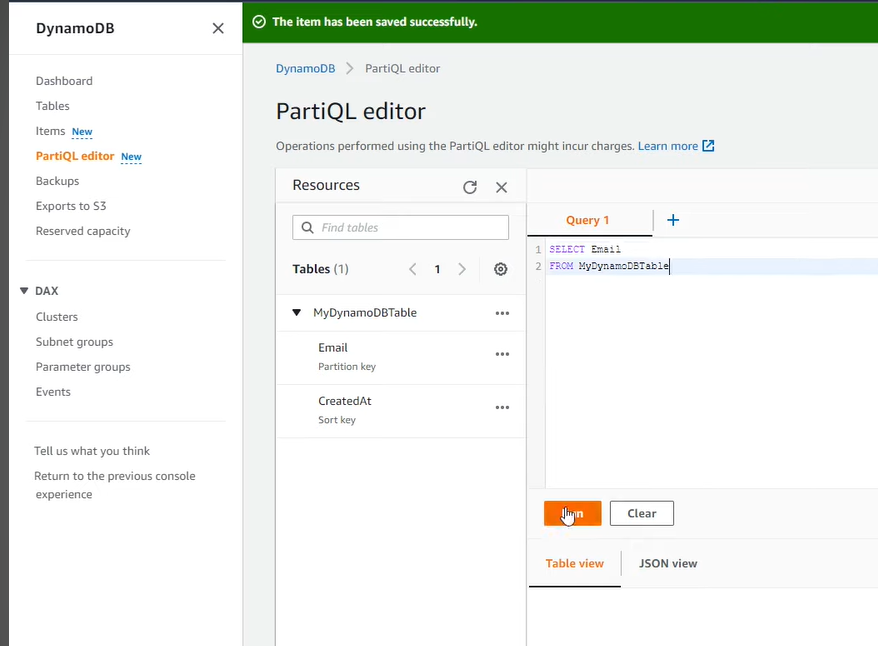 DynamoDB
Dashboard
Tables
Items New
PartiQL editor New
Backups
Exports to S3
Reserved capacity
DAX
Clusters
Subnet groups
Parameter groups
Events
Tell us what you think
Return to the previous console
experience
The item has been saved successfully.
DynamoDB PartiQL editor
PartiQL editor
Operations performed using the PartiQL editor might incur charges. Learn more
Resources
Find tables
Tables (1)
1
MyDynamoDBTable
Email
Partition key
CreatedAt
Sort key
Query 1
1 SELECT Email
2 FROM MyDynamoDBTable
Clear
Table view
JSON view